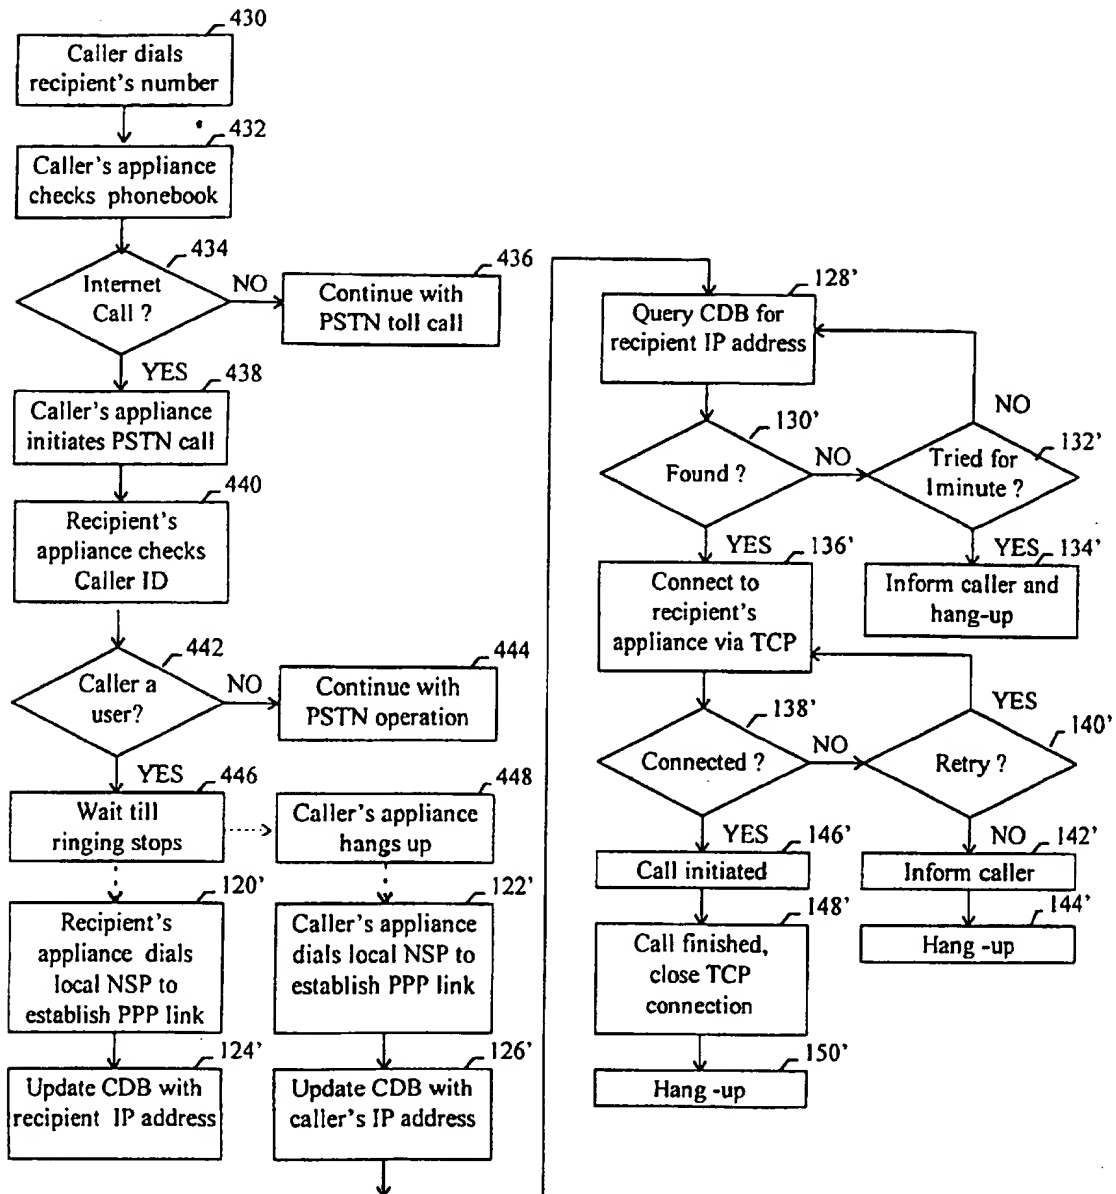 430
Caller dials
recipient's number
432
Caller's appliance
checks phonebook
434
Internet
Call ?
NO
436
Continue with
PSTN toll call
YES
438
Caller's appliance
initiates PSTN call
440
Recipient's
appliance checks
Caller ID
442
Caller a
user?
NO
444
Continue with
PSTN operation
YES
446
Wait till
ringing stops
448
Caller's appliance
hangs up
120'
Recipient's
appliance dials
local NSP to
establish PPP link
122'
Caller's appliance
dials local NSP to
establish PPP link
124'
Update CDB with
recipient IP address
126'
Update CDB with
caller's IP address
128'
Query CDB for
recipient IP address
130'
Found ?
NO
132'
Tried for
1minute ?
NO
YES
134'
Inform caller and
hang-up
YES
136'
Connect to
recipient's
appliance via TCP
138'
Connected ?
NO
140'
Retry ?
YES
NO
142'
Inform caller
144'
Hang -up
YES
146'
Call initiated
148'
Call finished,
close TCP
connection
150'
Hang -up